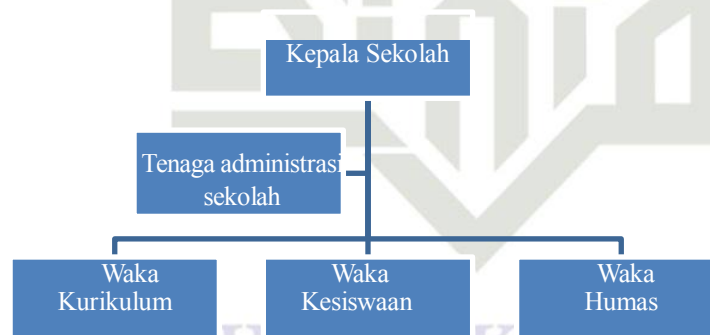 Kepala Sekolah
Tenaga administrasi
sekolah
Waka
Kurikulum
Waka
Kesiswaan
Waka
Humas